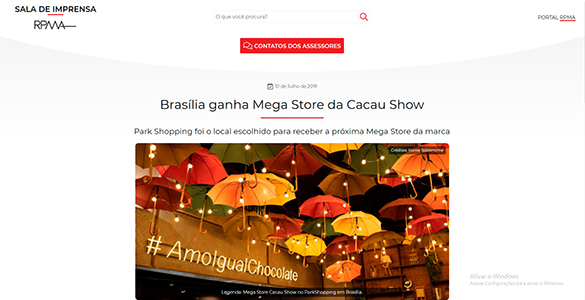 SALA DE IMPRENSA
RPMA
O que você procura?
PORTAL RPMA
CONTATOS DOS ASSESSORES
10 de Julho de 2019
Brasília ganha Mega Store da Cacau Show
Park Shopping foi o local escolhido para receber a próxima Mega Store da marca
Créditos: Nome Sobrenome
# AmoIgualChocolate
Legenda: Mega Store Cacau Show no ParkShopping em Brasília.
Ativar o Windows
Acesse Configurações para ativar o Windows.